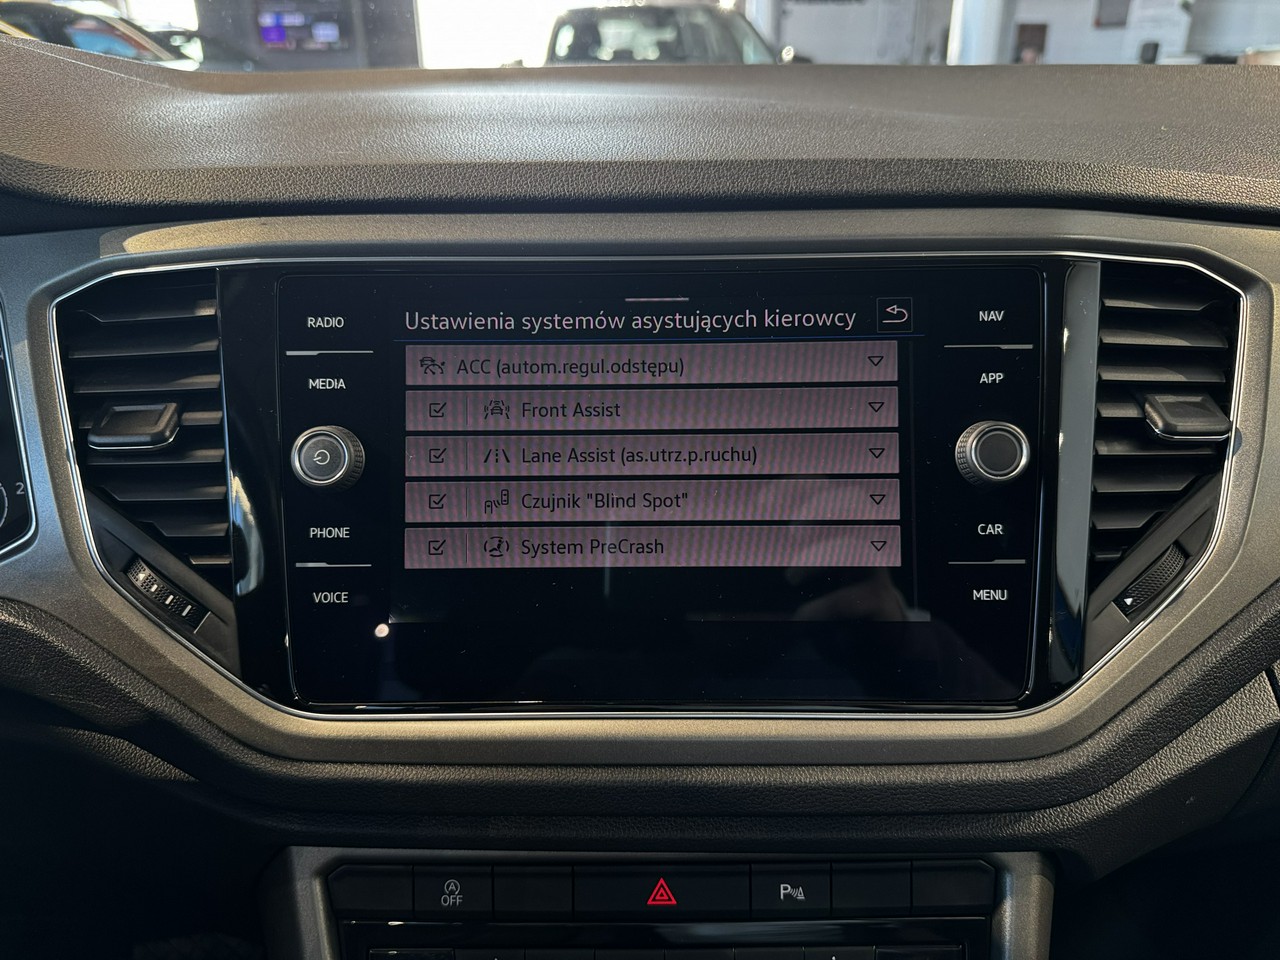 RADIO
MEDIA
PHONE
VOICE
Ustawienia systemów asystujących kierowcy
ACC (autom.regul.odstępu)
Front Assist
Lane Assist (as.utrz.p.ruchu)
Czujnik "Blind Spot"
System PreCrash
NAV
APP
CAR
MENU
2
A
OFF
P